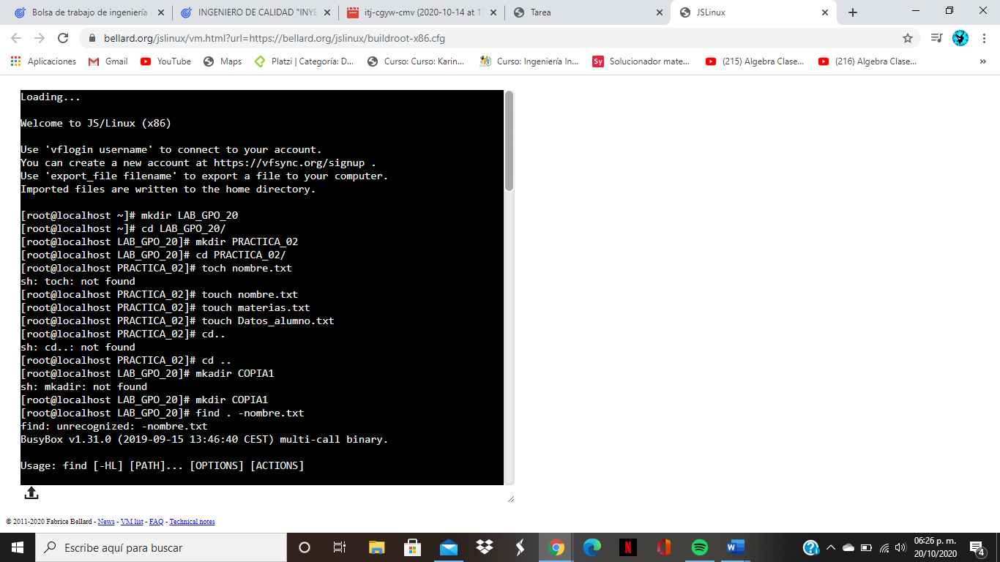 Bolsa de trabajo de ingeniería
INGENIERO DE CALIDAD "INYE
itj-cgyw-cmv (2020-10-14 at 1
Tarea
JSLinux
bellard.org/jslinux/vm.html?url=https://bellard.org/jslinux/buildroot-x86.cfg
Aplicaciones
Gmail
YouTube
Maps
Platzi | Categoría: D...
Curso: Curso: Karin...
Curso: Ingeniería In...
Sy
Solucionador mate...
(215) Algebra Clase...
(216) Algebra Clase...
»
Loading...
Welcome to JS/Linux (x86)
Use 'vflogin username' to connect to your account.
You can create a new account at https://vfsync.org/signup .
Use 'export_file filename' to export a file to your computer.
Imported files are written to the home directory.
[root@localhost ~]# mkdir LAB_GPO_20
[root@localhost ~]# cd LAB_GPO_20/
[root@localhost LAB_GPO_20]# mkdir PRACTICA_02
[root@localhost LAB_GPO_20]# cd PRACTICA_02/
[root@localhost PRACTICA_02]# toch nombre.txt
sh: toch: not found
[root@localhost PRACTICA_02]# touch nombre.txt
[root@localhost PRACTICA_02]# touch materias.txt
[root@localhost PRACTICA_02]# touch Datos_alumno.txt
[root@localhost PRACTICA_02]# cd..
sh: cd..: not found
[root@localhost PRACTICA_02]# cd ..
[root@localhost LAB_GPO_20]# mkadir COPIA1
sh: mkadir: not found
[root@localhost LAB_GPO_20]# mkdir COPIA1
[root@localhost LAB_GPO_20]# find . -nombre.txt
find: unrecognized: -nombre.txt
BusyBox v1.31.0 (2019-09-15 13:46:40 CEST) multi-call binary.
Usage: find [-HL] [PATH]... [OPTIONS] [ACTIONS]
© 2011-2020 Fabrice Bellard - News - VM list - FAQ - Technical notes
Escribe aquí para buscar
06:26 p. m.
20/10/2020
4